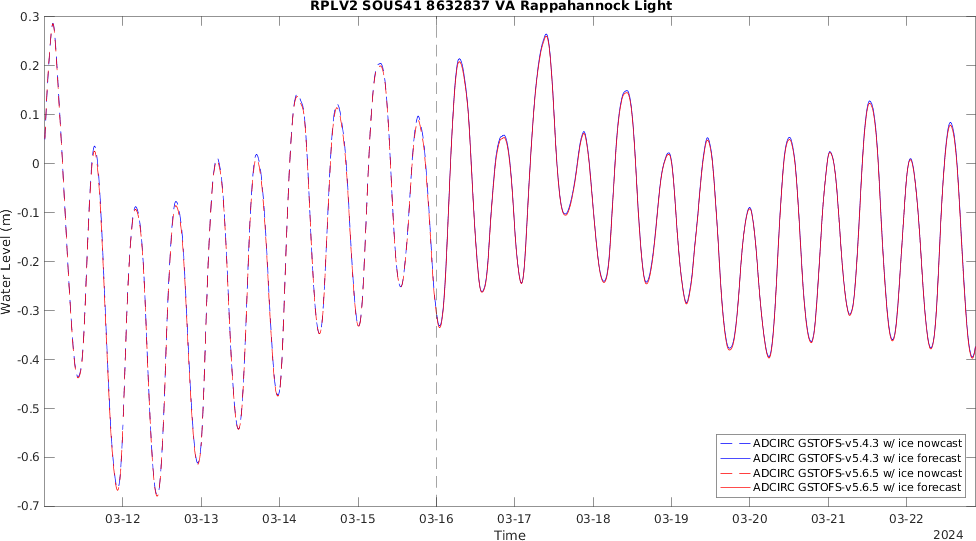 RPLV2 SOUS41 8632837 VA Rappahannock Light
0.3
0.2
0.1
0
-0.1
-0.2
-0.3
-0.4
-0.5
-0.6
-0.7
Water Level (m)
ADCIRC GSTOFS-v5.4.3 w/ ice nowcast
ADCIRC GSTOFS-v5.4.3 w/ ice forecast
ADCIRC GSTOFS-v5.6.5 w/ ice nowcast
ADCIRC GSTOFS-v5.6.5 w/ ice forecast
03-12 03-13 03-14 03-15 03-16 03-17 03-18 03-19 03-20 03-21 03-22
Time
2024